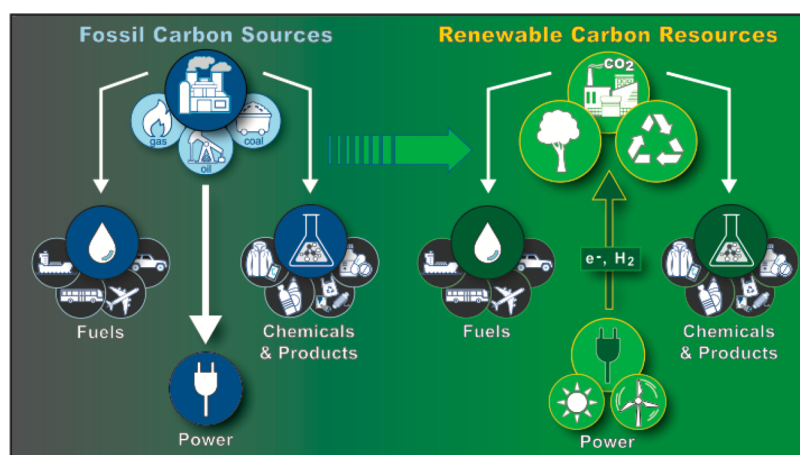 Fossil Carbon Sources
gas
oil
coal
Fuels
Chemicals
& Products
Power
Renewable Carbon Resources
CO2
e-, H2
Fuels
Chemicals
& Products
Power